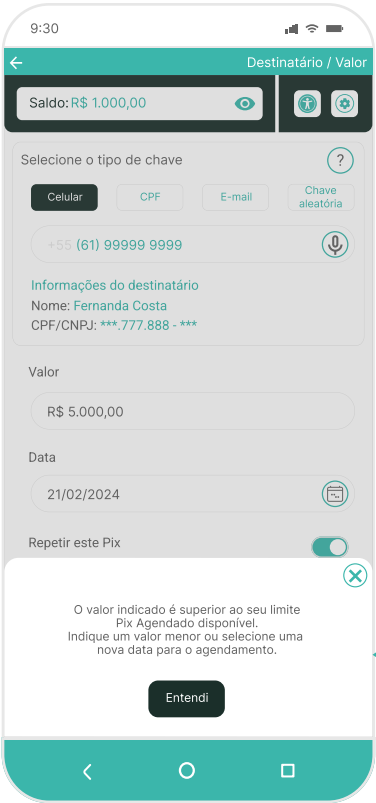 9:30
Destinatário / Valor
Saldo: R$ 1.000,00
Selecione o tipo de chave
?
Celular
CPF
E-mail
Chave
aleatória
+55 (61) 99999 9999
Informações do destinatário
Nome: Fernanda Costa
CPF/CNPJ: ***.777.888 - ***
Valor
R$ 5.000,00
Data
21/02/2024
Repetir este Pix
O valor indicado é superior ao seu limite
Pix Agendado disponível.
Indique um valor menor ou selecione uma
nova data para o agendamento.
Entendi